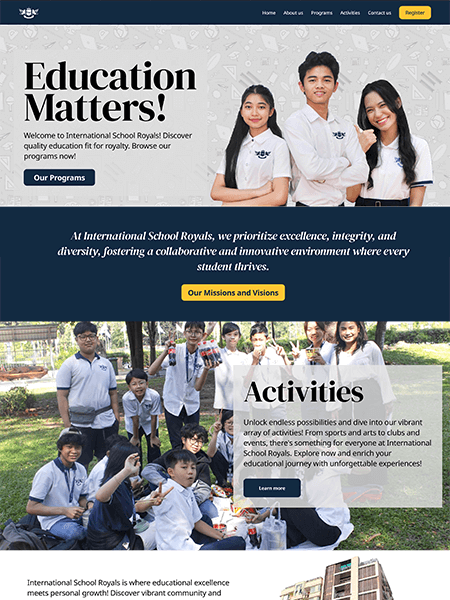 Home About us Programs Activities Contact us Register
Education
Matters!
Welcome to International School Royals! Discover
quality education fit for royalty. Browse our
programs now!
Our Programs
At International School Royals, we prioritize excellence, integrity, and
diversity, fostering a collaborative and innovative environment where every
student thrives.
Our Missions and Visions
Activities
Unlock endless possibilities and dive into our vibrant
array of activities! From sports and arts to clubs and
events, there's something for everyone at International
School Royals. Explore now and enrich your
educational journey with unforgettable experiences!
Learn more
International School Royals is where educational excellence
meets personal growth! Discover vibrant community and